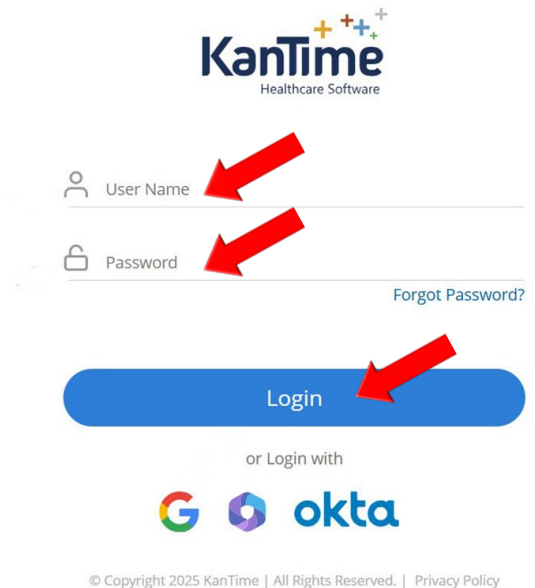 KanTime
Healthcare Software
User Name
Password
Forgot Password?
Login
or Login with
G
okta
© Copyright 2025 KanTime | All Rights Reserved. | Privacy Policy